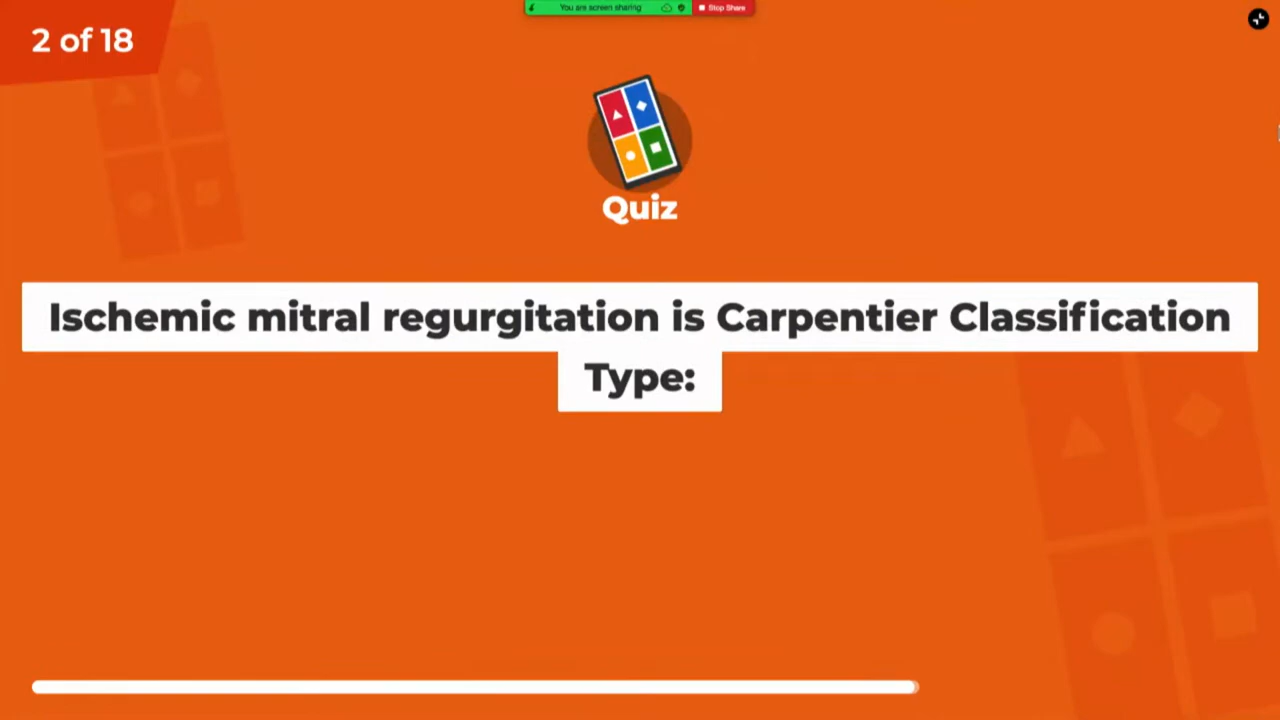 You are screen sharing
Stop Share
2 of 18
Quiz
Ischemic mitral regurgitation is Carpentier Classification
Type: